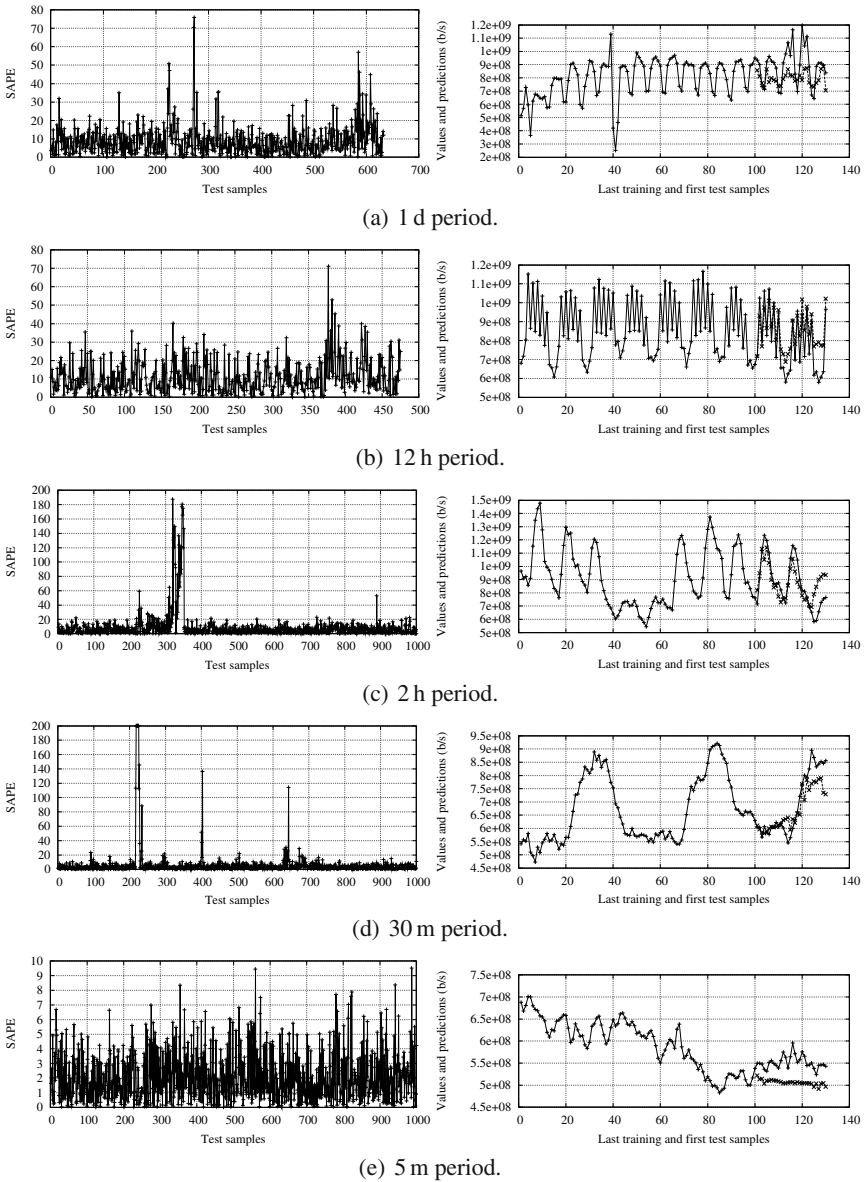 80
70
60
50
40
30
20
10
0
SAPE
0 100 200 300 400 500 600 700
Test samples
Values and predictions (b/s)
1.2e+09
1.1e+09
1e+09
9e+08
8e+08
7e+08
6e+08
5e+08
4e+08
3e+08
2e+08
0 20 40 60 80 100 120 140
Last training and first test samples
(a) 1 d period.
80
70
60
50
40
30
20
10
0
SAPE
0 50 100 150 200 250 300 350 400 450 500
Test samples
Values and predictions (b/s)
1.2e+09
1.1e+09
1e+09
9e+08
8e+08
7e+08
6e+08
5e+08
0 20 40 60 80 100 120 140
Last training and first test samples
(b) 12 h period.
200
180
160
140
120
100
80
60
40
20
0
SAPE
0 100 200 300 400 500 600 700 800 900 1000
Test samples
Values and predictions (b/s)
1.5e+09
1.4e+09
1.3e+09
1.2e+09
1.1e+09
1e+09
9e+08
8e+08
7e+08
6e+08
5e+08
0 20 40 60 80 100 120 140
Last training and first test samples
(c) 2 h period.
200
180
160
140
120
100
80
60
40
20
0
SAPE
0 100 200 300 400 500 600 700 800 900 1000
Test samples
Values and predictions (b/s)
9.5e+08
9e+08
8.5e+08
8e+08
7.5e+08
7e+08
6.5e+08
6e+08
5.5e+08
5e+08
4.5e+08
0 20 40 60 80 100 120 140
Last training and first test samples
(d) 30 m period.
10
9
8
7
6
5
4
3
2
1
0
SAPE
0 100 200 300 400 500 600 700 800 900 1000
Test samples
Values and predictions (b/s)
7.5e+08
7e+08
6.5e+08
6e+08
5.5e+08
5e+08
4.5e+08
0 20 40 60 80 100 120 140
Last training and first test samples
(e) 5 m period.